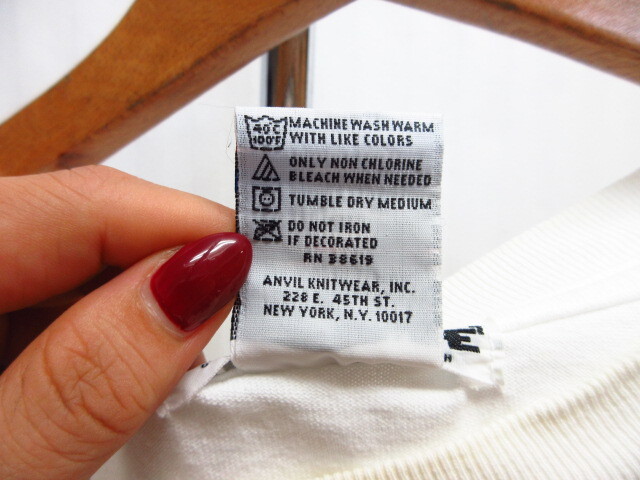 40°C
100°F
MACHINE WASH WARM
WITH LIKE COLORS
ONLY NON CHLORINE
BLEACH WHEN NEEDED
TUMBLE DRY MEDIUM
DO NOT IRON
IF DECORATED
RN 38619
ANVIL KNITWEAR, INC.
228 E. 45TH ST.
NEW YORK, N.Y. 10017
E